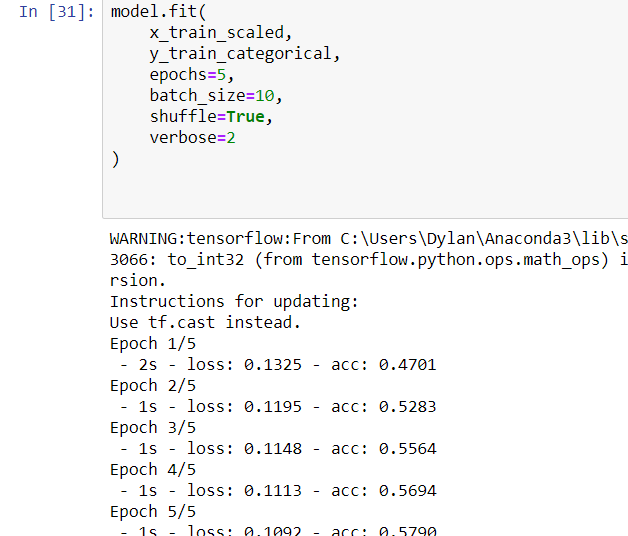 In [31]: model.fit(
x_train_scaled,
y_train_categorical,
epochs=5,
batch_size=10,
shuffle=True,
verbose=2
)
WARNING:tensorflow:From C:\Users\Dylan\Anaconda3\lib\s
3066: to_int32 (from tensorflow.python.ops.math_ops) i
rsion.
Instructions for updating:
Use tf.cast instead.
Epoch 1/5
- 2s - loss: 0.1325 - acc: 0.4701
Epoch 2/5
- 1s - loss: 0.1195 - acc: 0.5283
Epoch 3/5
- 1s - loss: 0.1148 - acc: 0.5564
Epoch 4/5
- 1s - loss: 0.1113 - acc: 0.5694
Epoch 5/5
- 1s - loss: 0.1092 - acc: 0.5790